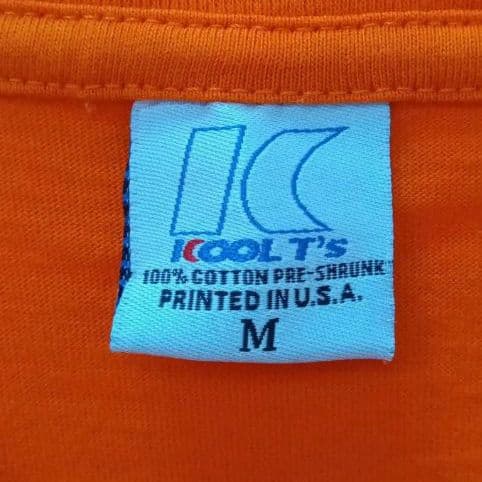 K
KOOL T's
100% COTTON PRE-SHRUNK
PRINTED IN U.S.A.
M